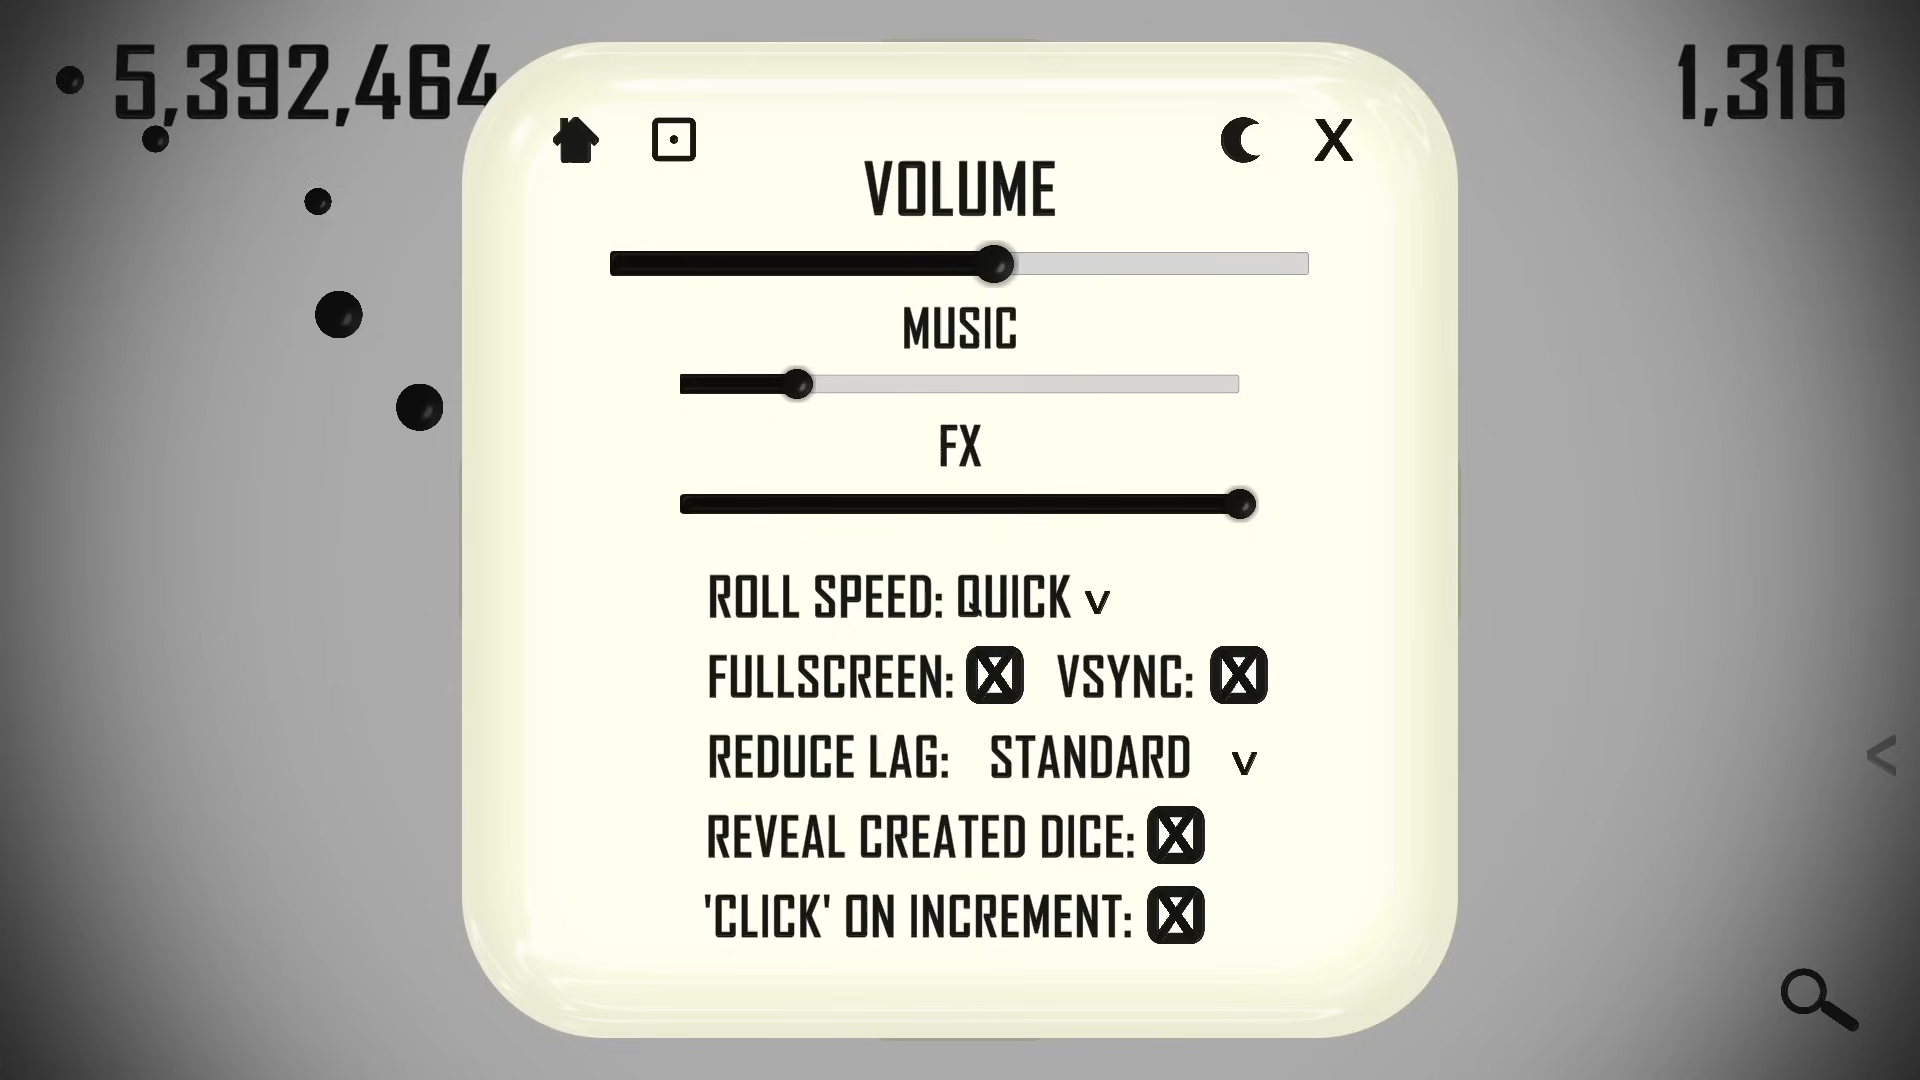 5,392,464
1,316
X
VOLUME
MUSIC
FX
ROLL SPEED: QUICK v
FULLSCREEN: X VSYNC: X
REDUCE LAG: STANDARD v
<
REVEAL CREATED DICE: X
'CLICK' ON INCREMENT: X